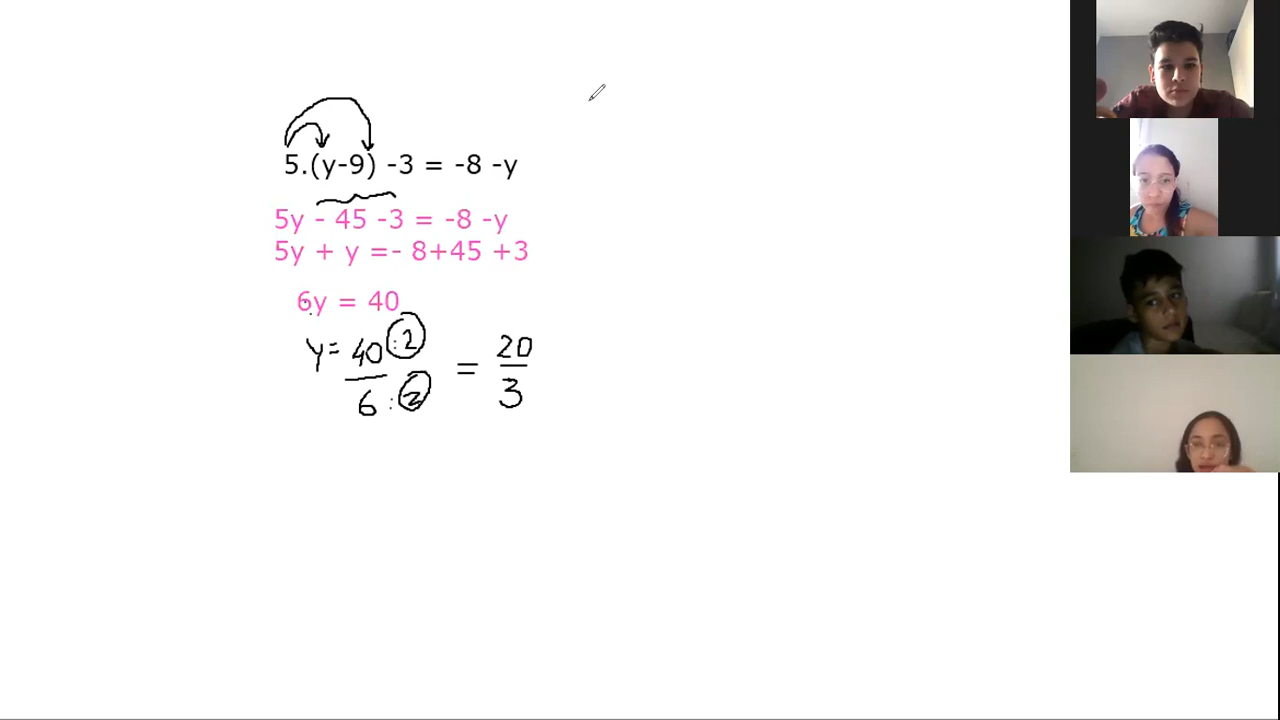 5.(y-9) -3 = -8 -y
5y - 45 -3 = -8 -y
5y + y =- 8+45 +3
6y = 40
y= 40 :2 / 6 :2 = 20 / 3